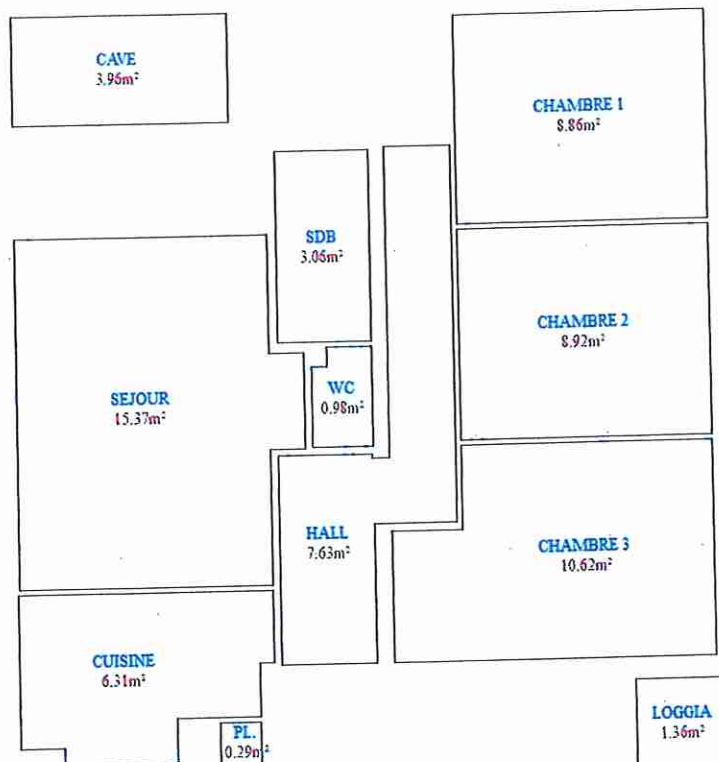 CAVE
3.96m²
CHAMBRE 1
8.86m²
SDB
3.06m²
CHAMBRE 2
8.92m²
SEJOUR
15.37m²
WC
0.98m²
HALL
7.63m²
CHAMBRE 3
10.62m²
CUISINE
6.31m²
LOGGIA
1.36m²
PL.
0.29m²